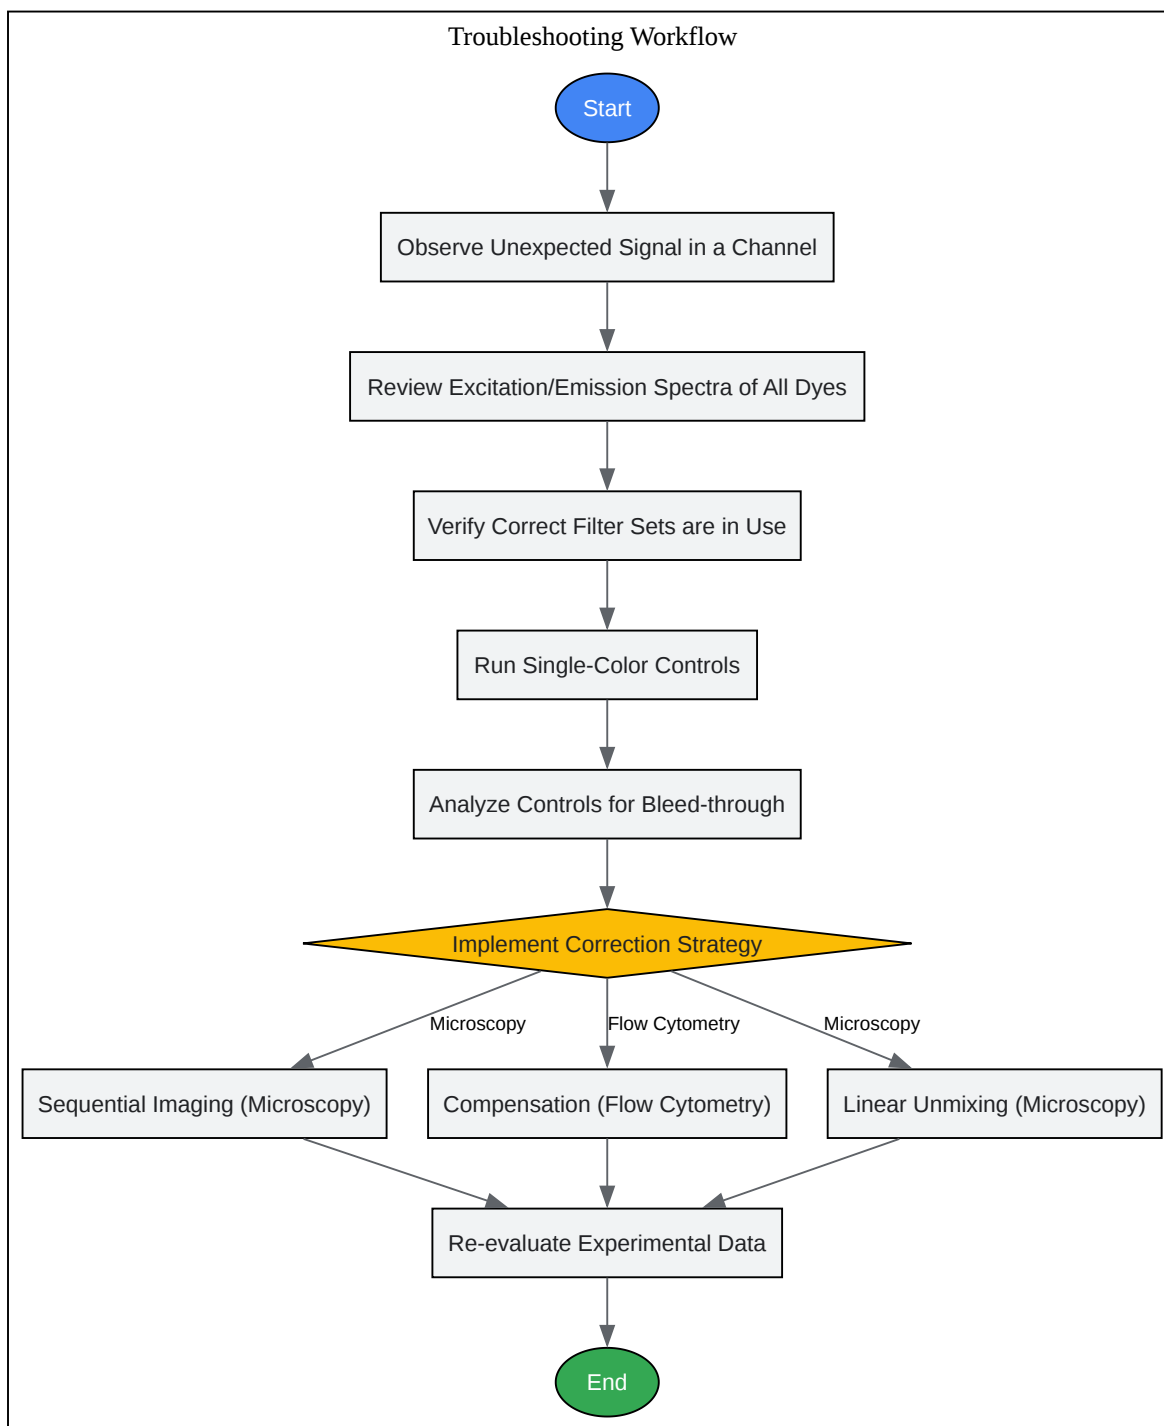 Troubleshooting Workflow
Start
Observe Unexpected Signal in a Channel
Review Excitation/Emission Spectra of All Dyes
Verify Correct Filter Sets are in Use
Run Single-Color Controls
Analyze Controls for Bleed-through
Implement Correction Strategy
Microscopy
Flow Cytometry
Microscopy
Sequential Imaging (Microscopy)
Compensation (Flow Cytometry)
Linear Unmixing (Microscopy)
Re-evaluate Experimental Data
End